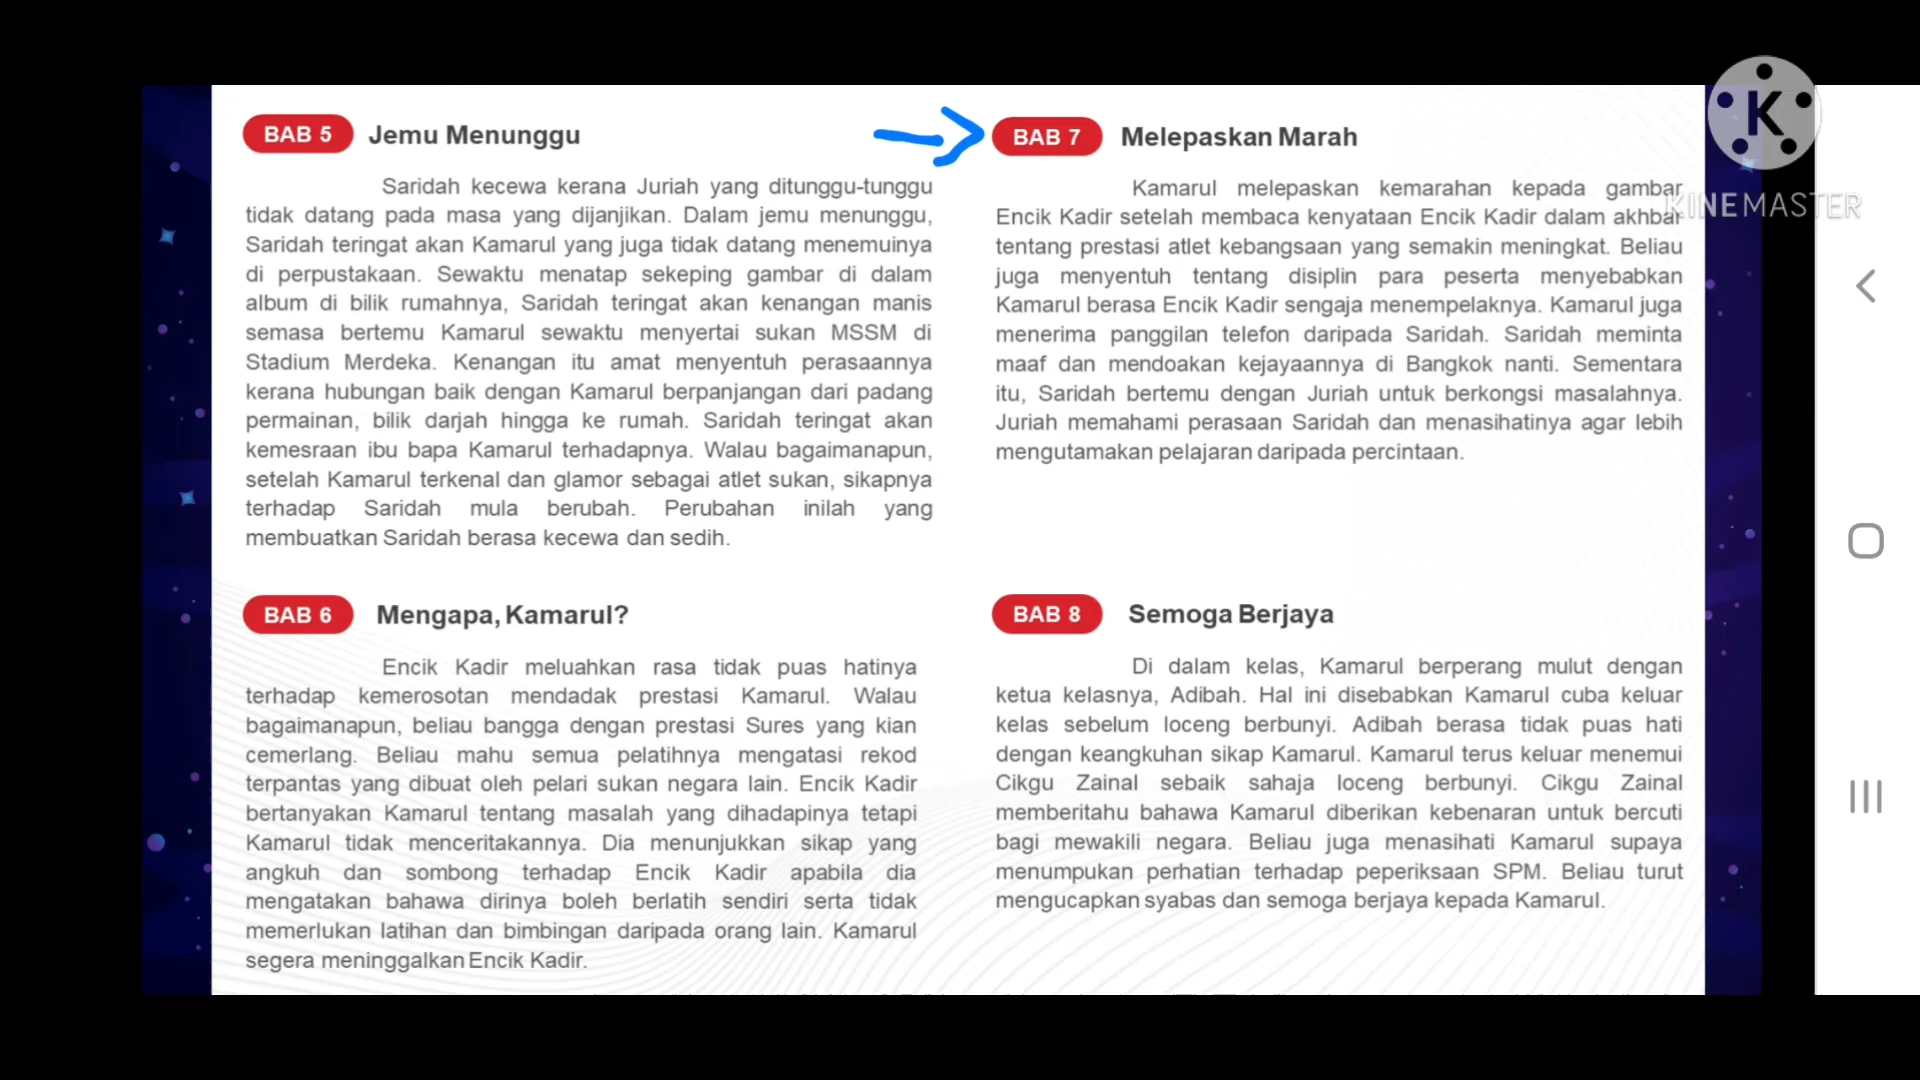 BAB 5 Jemu Menunggu
Saridah kecewa kerana Juriah yang ditunggu-tunggu
tidak datang pada masa yang dijanjikan. Dalam jemu menunggu,
Saridah teringat akan Kamarul yang juga tidak datang menemuinya
di perpustakaan. Sewaktu menatap sekeping gambar di dalam
album di bilik rumahnya, Saridah teringat akan kenangan manis
semasa bertemu Kamarul sewaktu menyertai sukan MSSM di
Stadium Merdeka. Kenangan itu amat menyentuh perasaannya
kerana hubungan baik dengan Kamarul berpanjangan dari padang
permainan, bilik darjah hingga ke rumah. Saridah teringat akan
kemesraan ibu bapa Kamarul terhadapnya. Walau bagaimanapun,
setelah Kamarul terkenal dan glamor sebagai atlet sukan, sikapnya
terhadap Saridah mula berubah. Perubahan inilah yang
membuatkan Saridah berasa kecewa dan sedih.
BAB 6 Mengapa, Kamarul?
Encik Kadir meluahkan rasa tidak puas hatinya
terhadap kemerosotan mendadak prestasi Kamarul. Walau
bagaimanapun, beliau bangga dengan prestasi Sures yang kian
cemerlang. Beliau mahu semua pelatihnya mengatasi rekod
terpantas yang dibuat oleh pelari sukan negara lain. Encik Kadir
bertanyakan Kamarul tentang masalah yang dihadapinya tetapi
Kamarul tidak menceritakannya. Dia menunjukkan sikap yang
angkuh dan sombong terhadap Encik Kadir apabila dia
mengatakan bahawa dirinya boleh berlatih sendiri serta tidak
memerlukan latihan dan bimbingan daripada orang lain. Kamarul
segera meninggalkan Encik Kadir.
BAB 7 Melepaskan Marah
Kamarul melepaskan kemarahan kepada gambar
Encik Kadir setelah membaca kenyataan Encik Kadir dalam akhbar
tentang prestasi atlet kebangsaan yang semakin meningkat. Beliau
juga menyentuh tentang disiplin para peserta menyebabkan
Kamarul berasa Encik Kadir sengaja menempelaknya. Kamarul juga
menerima panggilan telefon daripada Saridah. Saridah meminta
maaf dan mendoakan kejayaannya di Bangkok nanti. Sementara
itu, Saridah bertemu dengan Juriah untuk berkongsi masalahnya.
Juriah memahami perasaan Saridah dan menasihatinya agar lebih
mengutamakan pelajaran daripada percintaan.
BAB 8 Semoga Berjaya
Di dalam kelas, Kamarul berperang mulut dengan
ketua kelasnya, Adibah. Hal ini disebabkan Kamarul cuba keluar
kelas sebelum loceng berbunyi. Adibah berasa tidak puas hati
dengan keangkuhan sikap Kamarul. Kamarul terus keluar menemui
Cikgu Zainal sebaik sahaja loceng berbunyi. Cikgu Zainal
memberitahu bahawa Kamarul diberikan kebenaran untuk bercuti
bagi mewakili negara. Beliau juga menasihati Kamarul supaya
menumpukan perhatian terhadap peperiksaan SPM. Beliau turut
mengucapkan syabas dan semoga berjaya kepada Kamarul.
K
KINEMASTER